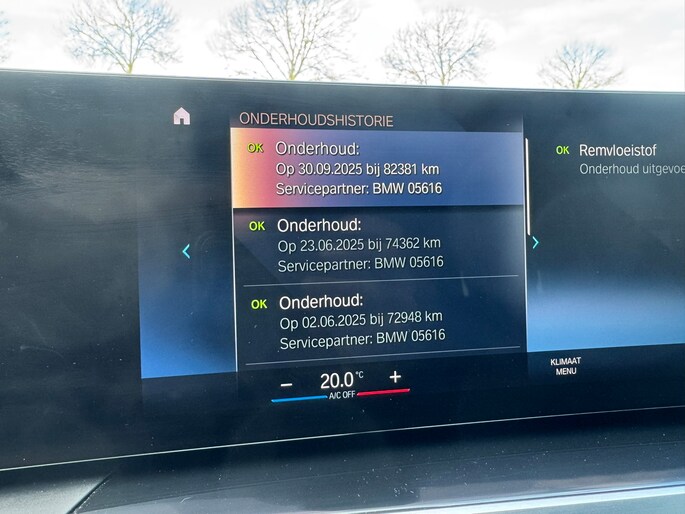 ONDERHOUDSHISTORIE
OK Onderhoud:
Op 30.09.2025 bij 82381 km
Servicepartner: BMW 05616
OK Onderhoud:
Op 23.06.2025 bij 74362 km
Servicepartner: BMW 05616
OK Onderhoud:
Op 02.06.2025 bij 72948 km
Servicepartner: BMW 05616
OK Remvloeistof
Onderhoud uitgevoe
− 20.0 °C +
A/C OFF
KLIMAAT
MENU